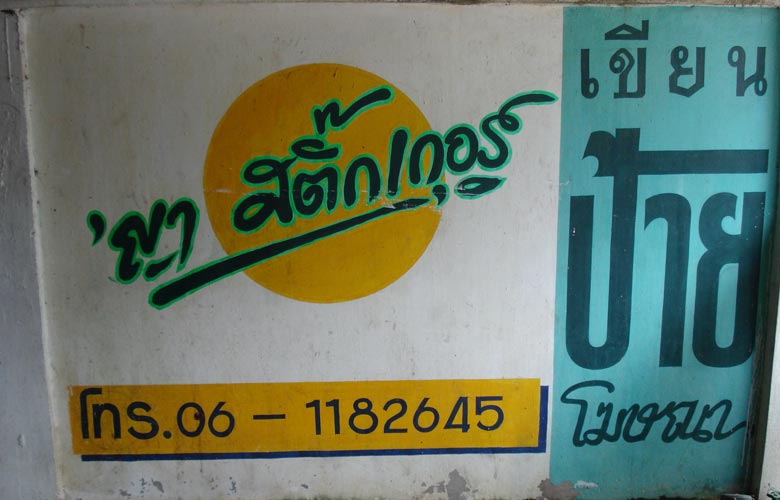 ญา สติ๊กเกอร์
โทร.06 - 1182645
เขียน
ป้าย
โฆษณา